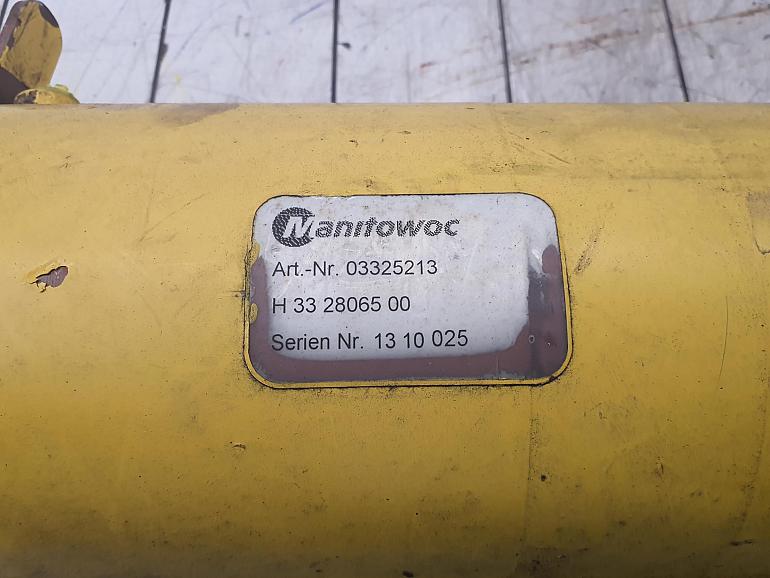 Manitowoc
Art.-Nr. 03325213
H 33 28065 00
Serien Nr. 13 10 025